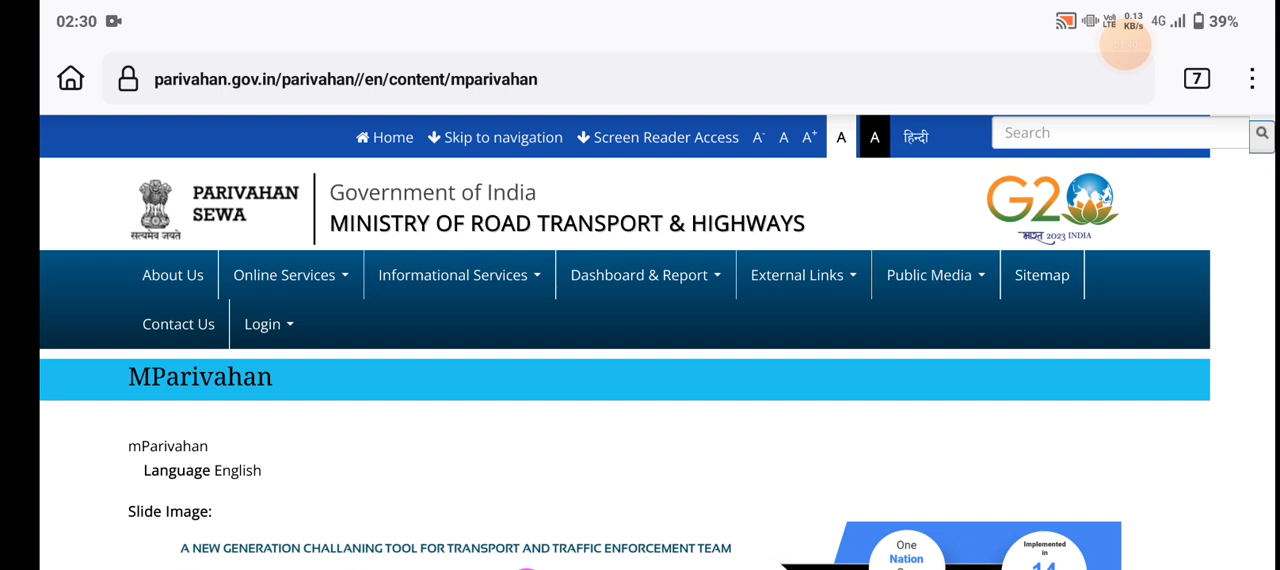 02:30
Vo)
LTE
0.13
KB/s
4G
39%
parivahan.gov.in/parivahan//en/content/mparivahan
7
Home Skip to navigation Screen Reader Access A- A A+ A A हिन्दी Search
सत्यमेव जयते
PARIVAHAN
SEWA
Government of India
MINISTRY OF ROAD TRANSPORT & HIGHWAYS
G20
भारत 2023 INDIA
About Us Online Services Informational Services Dashboard & Report External Links Public Media Sitemap
Contact Us Login
MParivahan
mParivahan
Language English
Slide Image:
A NEW GENERATION CHALLANING TOOL FOR TRANSPORT AND TRAFFIC ENFORCEMENT TEAM
One
Nation
Implemented
in
14